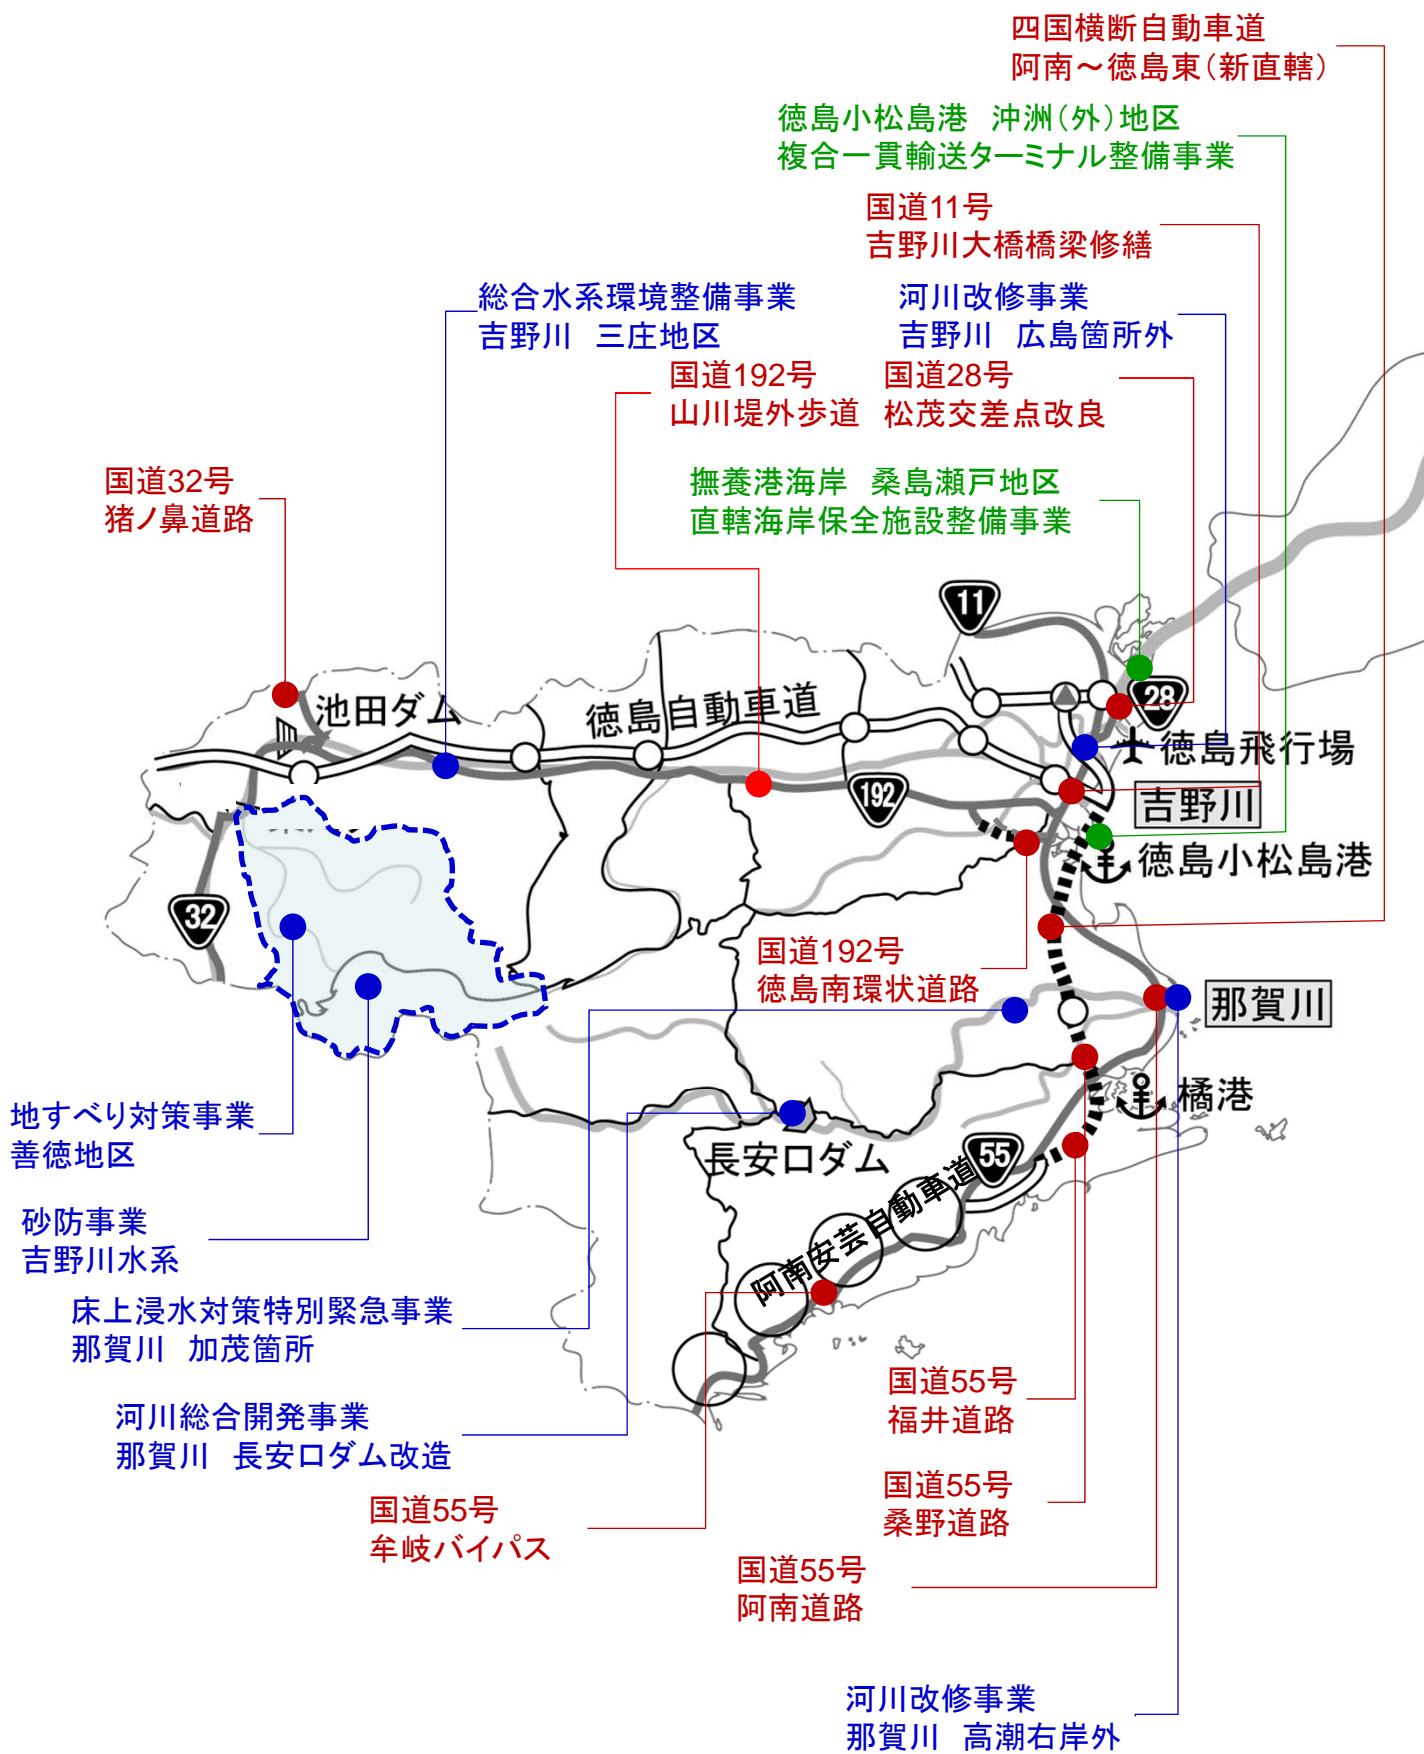 四国横断自動車道
阿南～徳島東（新直轄）
徳島小松島港　沖洲（外）地区
複合一貫輸送ターミナル整備事業
国道11号
吉野川大橋橋梁修繕
総合水系環境整備事業
吉野川　三庄地区
河川改修事業
吉野川　広島箇所外
国道192号
山川堤外歩道
国道28号
松茂交差点改良
国道32号
猪ノ鼻道路
撫養港海岸　桑島瀬戸地区
直轄海岸保全施設整備事業
11
28
池田ダム
徳島自動車道
徳島飛行場
192
吉野川
徳島小松島港
32
国道192号
徳島南環状道路
那賀川
地すべり対策事業
善徳地区
橘港
長安口ダム
55
阿南安芸自動車道
砂防事業
吉野川水系
床上浸水対策特別緊急事業
那賀川　加茂箇所
国道55号
福井道路
河川総合開発事業
那賀川　長安口ダム改造
国道55号
桑野道路
国道55号
牟岐バイパス
国道55号
阿南道路
河川改修事業
那賀川　高潮右岸外